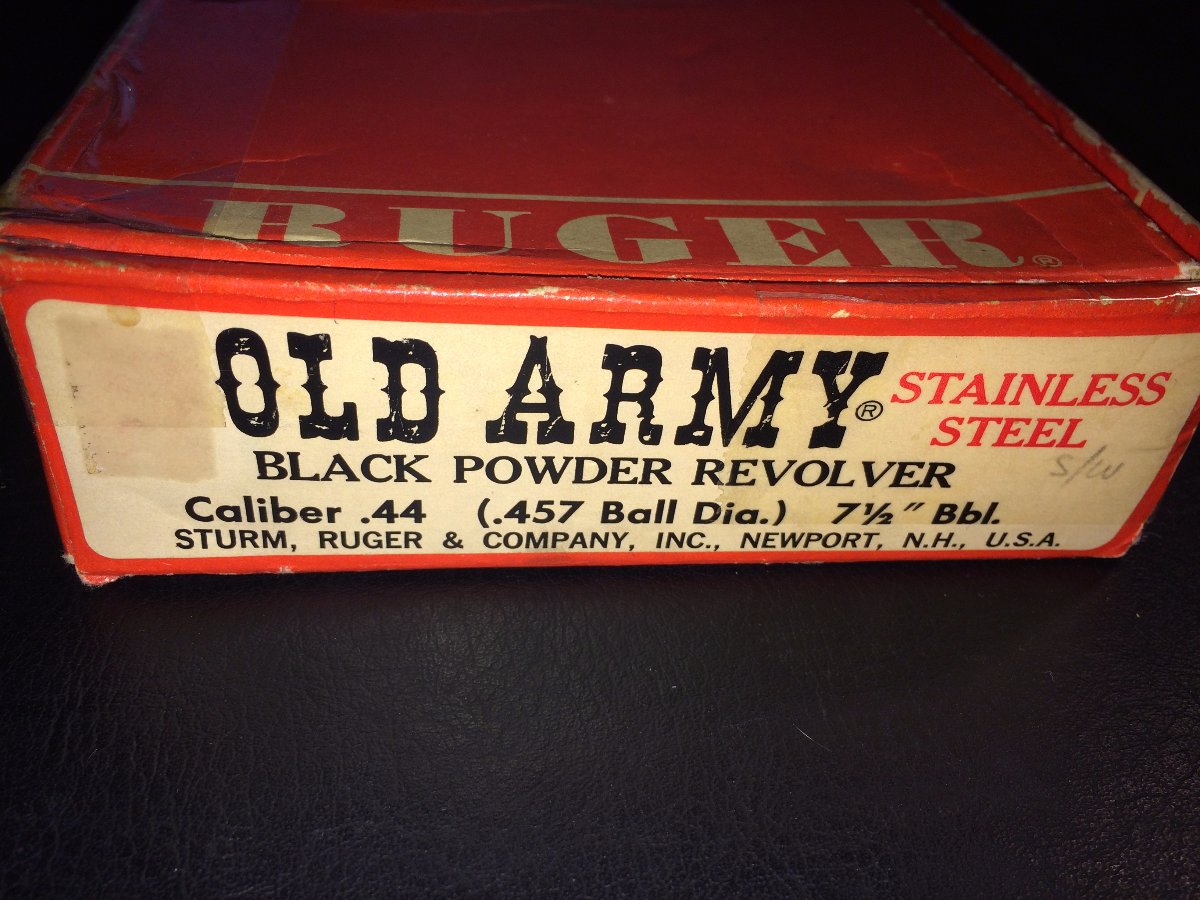 RUGER®
OLD ARMY® STAINLESS STEEL
BLACK POWDER REVOLVER
s/w
Caliber .44 (.457 Ball Dia.) 7½" Bbl.
STURM, RUGER & COMPANY, INC., NEWPORT, N.H., U.S.A.